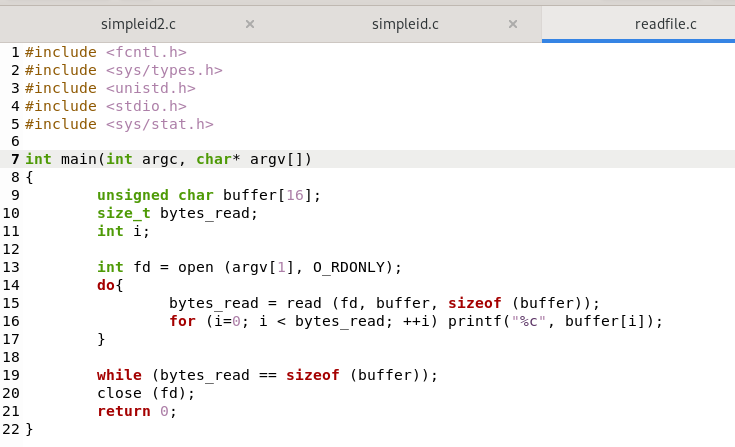 simpleid2.c × simpleid.c × readfile.c
1 #include <fcntl.h>
2 #include <sys/types.h>
3 #include <unistd.h>
4 #include <stdio.h>
5 #include <sys/stat.h>
6
7 int main(int argc, char* argv[])
8 {
9         unsigned char buffer[16];
10         size_t bytes_read;
11         int i;
12
13         int fd = open (argv[1], O_RDONLY);
14         do{
15                 bytes_read = read (fd, buffer, sizeof (buffer));
16                 for (i=0; i < bytes_read; ++i) printf("%c", buffer[i]);
17         }
18
19         while (bytes_read == sizeof (buffer));
20         close (fd);
21         return 0;
22 }